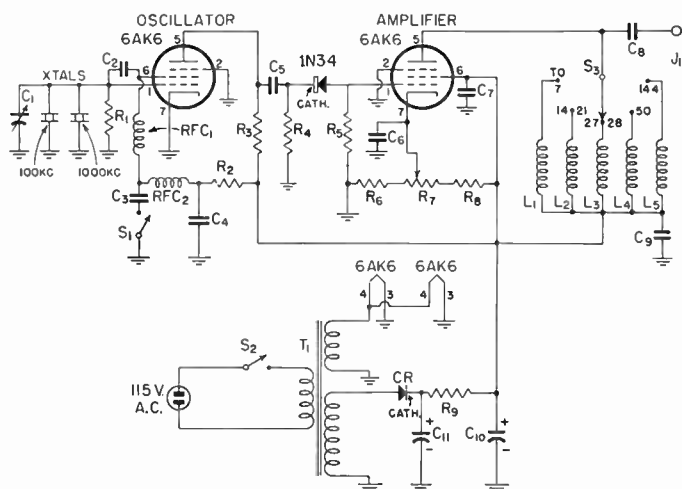 OSCILLATOR
6AK6
AMPLIFIER
6AK6
1N34
CATH.
XTALS
C1
C2
R1
RFC1
100KC
1000KC
C3
RFC2
C4
R2
S1
R3
C5
R4
R5
C6
C7
R6
R7
R8
5
6
2
1
7
5
2
6
1
7
C8
J1
S3
TO
7
14
21
27
28
50
144
L1
L2
L3
L4
L5
C9
6AK6
6AK6
4
3
4
3
T1
S2
115 V.
A.C.
CR
CATH.
R9
C11
+
-
C10
+
-